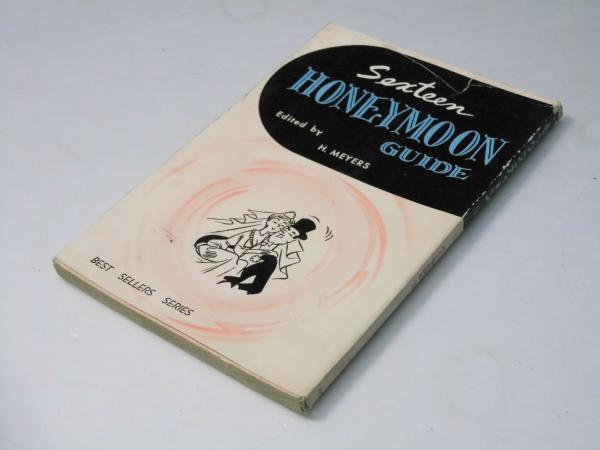 Sexteen
HONEYMOON
GUIDE
Edited by
H. MEYERS
BEST SELLERS SERIES